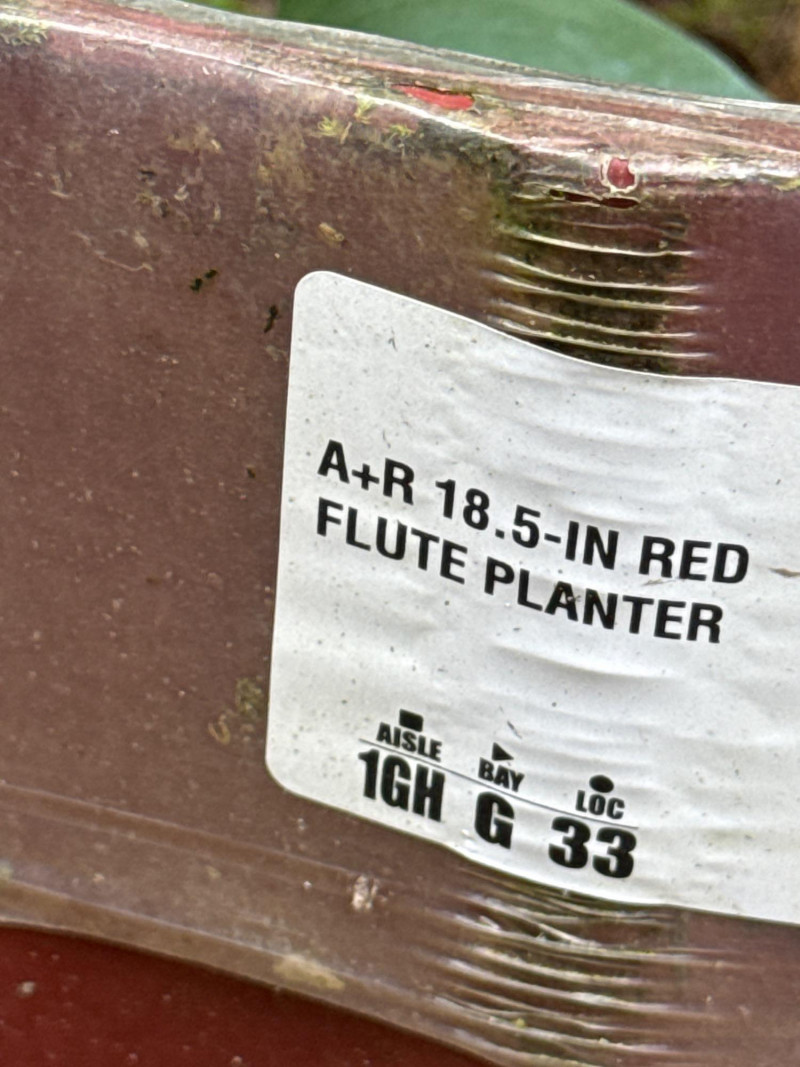 A+R 18.5-IN RED
FLUTE PLANTER
AISLE BAY LOC
1GH G 33